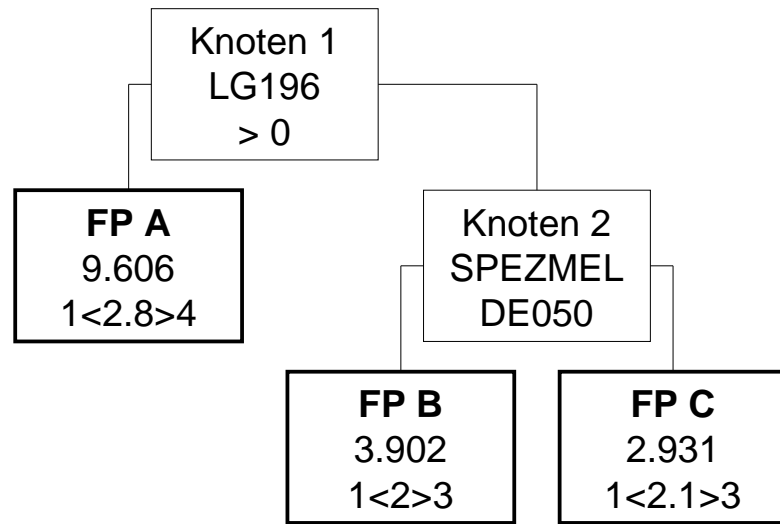 Knoten 1
LG196
> 0
FP A
9.606
1<2.8>4
Knoten 2
SPEZMEL
DE050
FP B
3.902
1<2>3
FP C
2.931
1<2.1>3